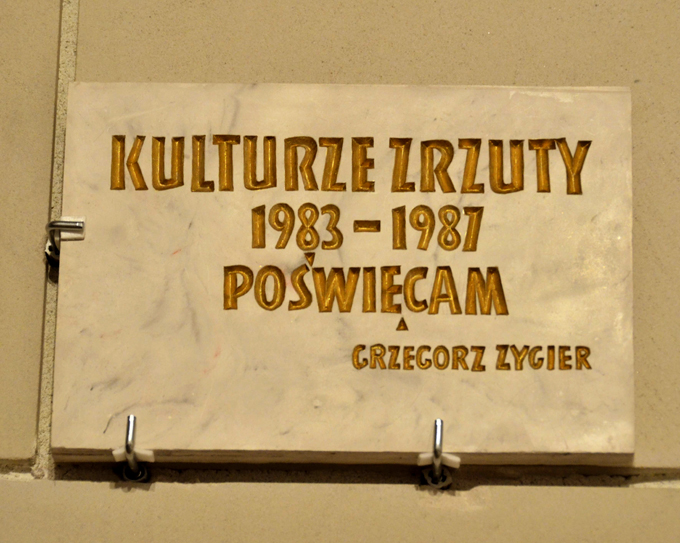 KULTURZE ZRZUTY
1983-1987
POŚWIĘCAM
GRZEGORZ ZYGIER